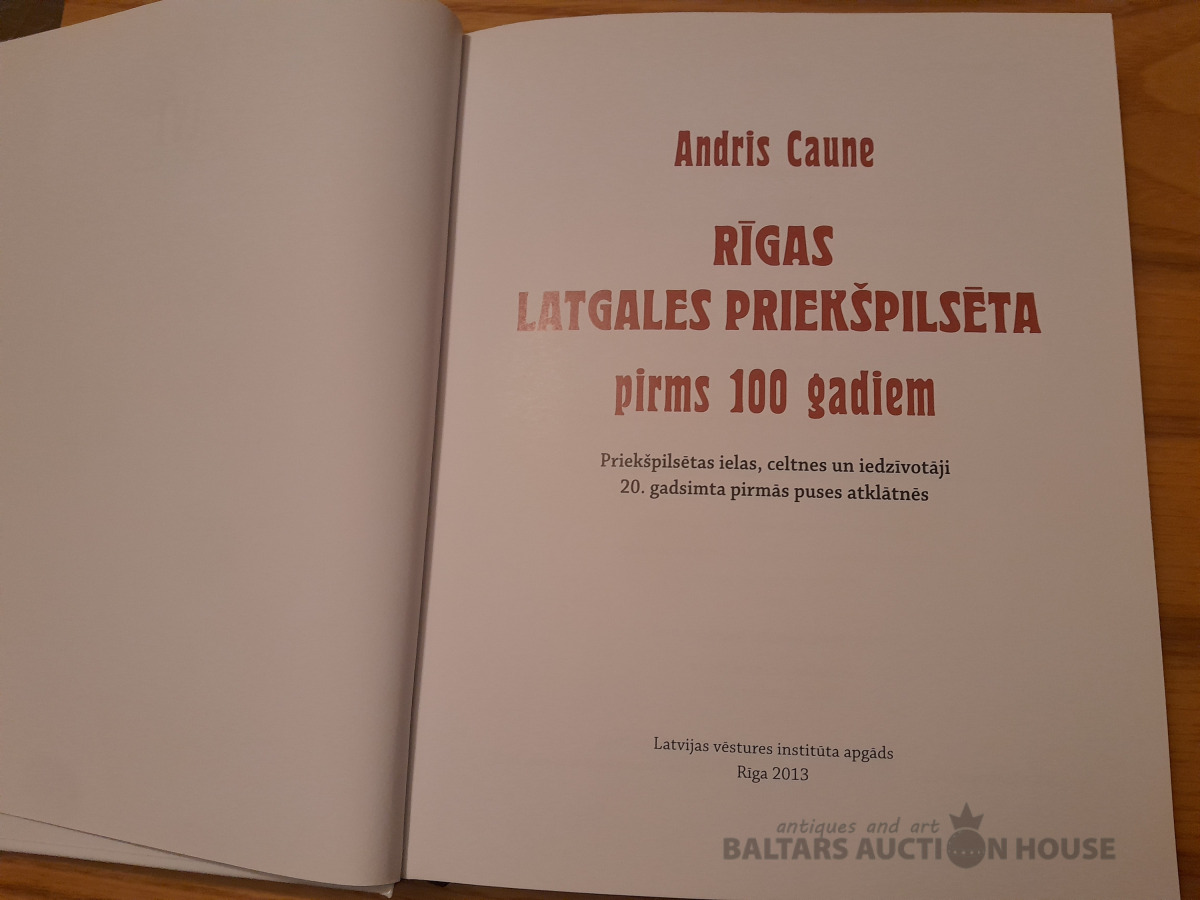 Andris Caune
RĪGAS
LATGALES PRIEKŠPILSĒTA
pirms 100 gadiem
Priekšpilsētas ielas, celtnes un iedzīvotāji
20. gadsimta pirmās puses atklātnēs
Latvijas vēstures institūta apgāds
Rīga 2013
antiques and art
BALTARS AUCTION HOUSE